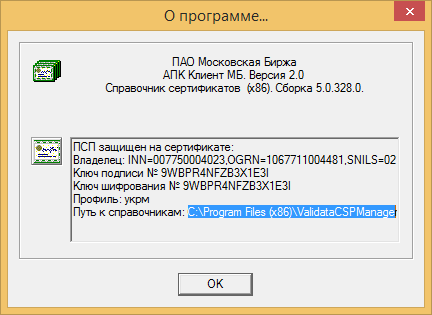 О программе...
ПАО Московская Биржа
АПК Клиент МБ. Версия 2.0
Справочник сертификатов (x86). Сборка 5.0.328.0.
ПСП защищен на сертификате:
Владелец: INN=007750004023,OGRN=1067711004481,SNILS=02
Ключ подписи № 9WBPR4NFZB3X1E3I
Ключ шифрования № 9WBPR4NFZB3X1E3I
Профиль: укрм
Путь к справочникам: C:\Program Files (x86)\ValidataCSPManager
OK